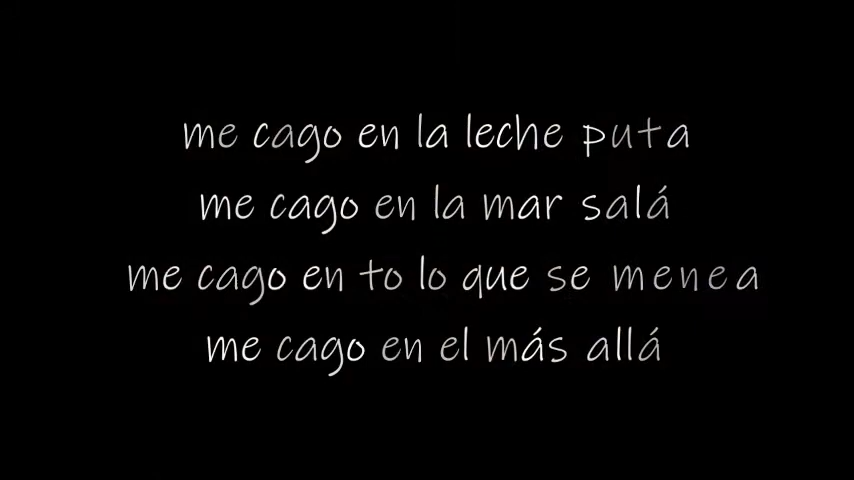 me cago en la leche puta
me cago en la mar salá
me cago en to lo que se menea
me cago en el más allá